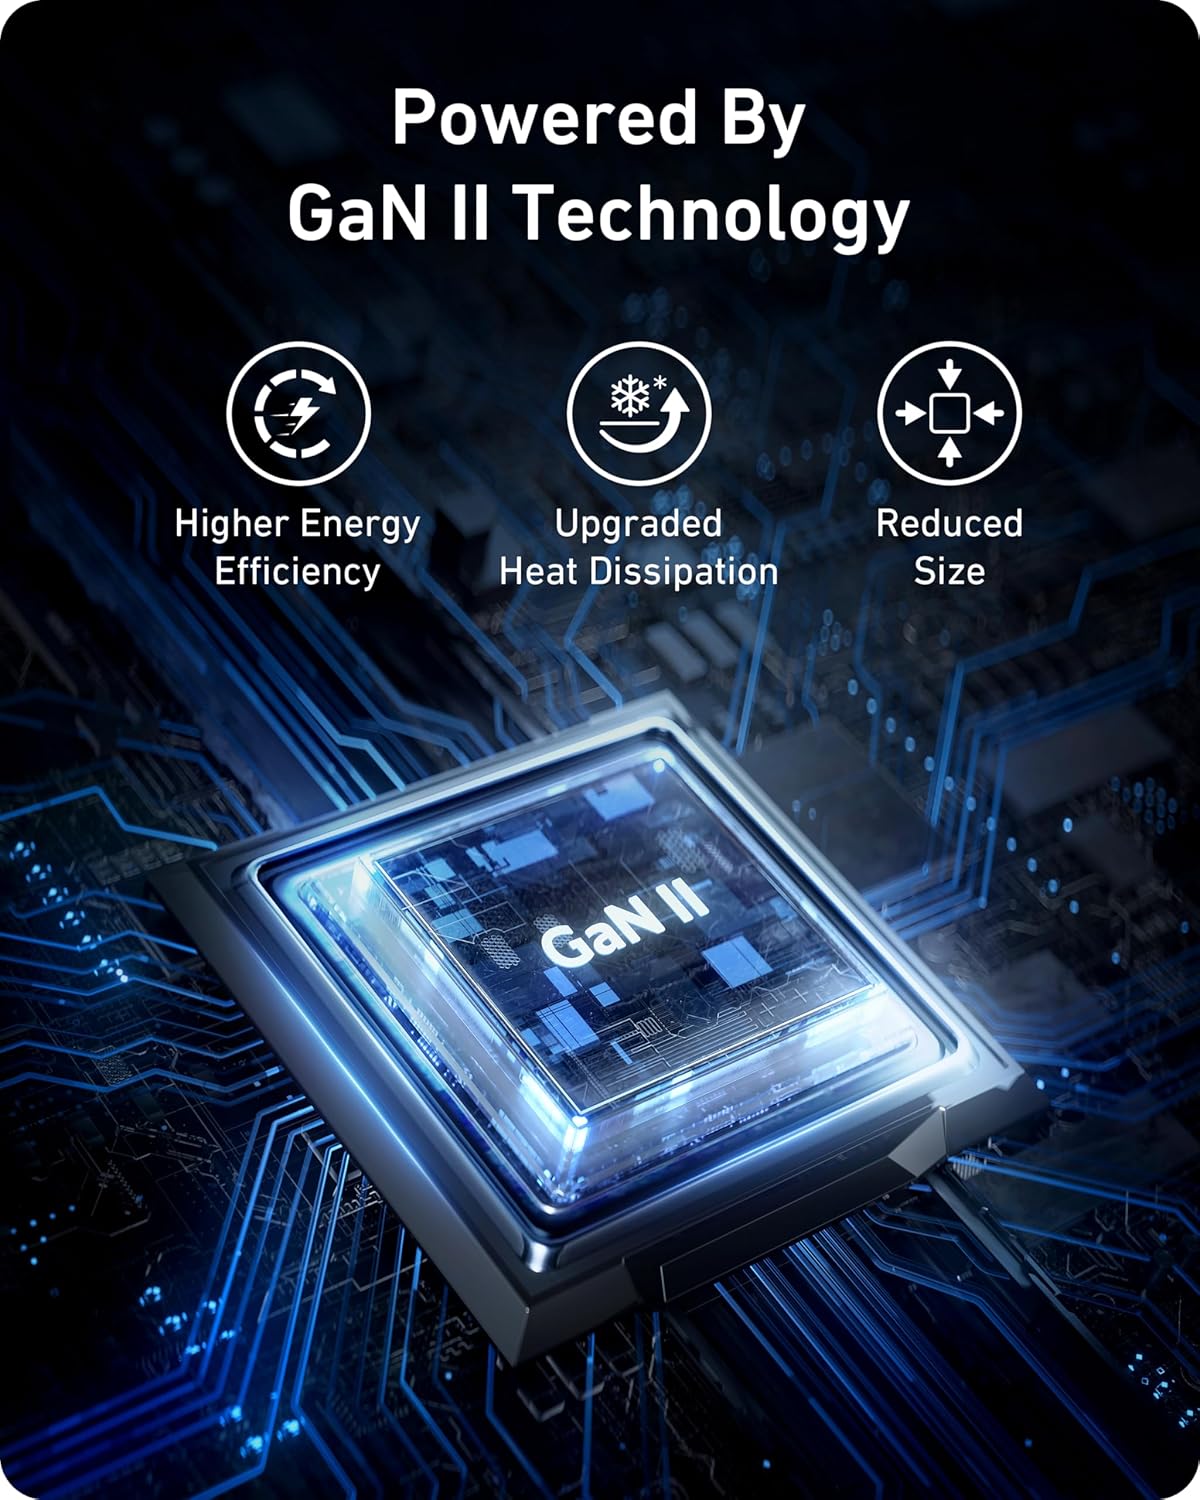 Powered By
GaN II Technology
Higher Energy
Efficiency
Upgraded
Heat Dissipation
Reduced
Size
GaN II